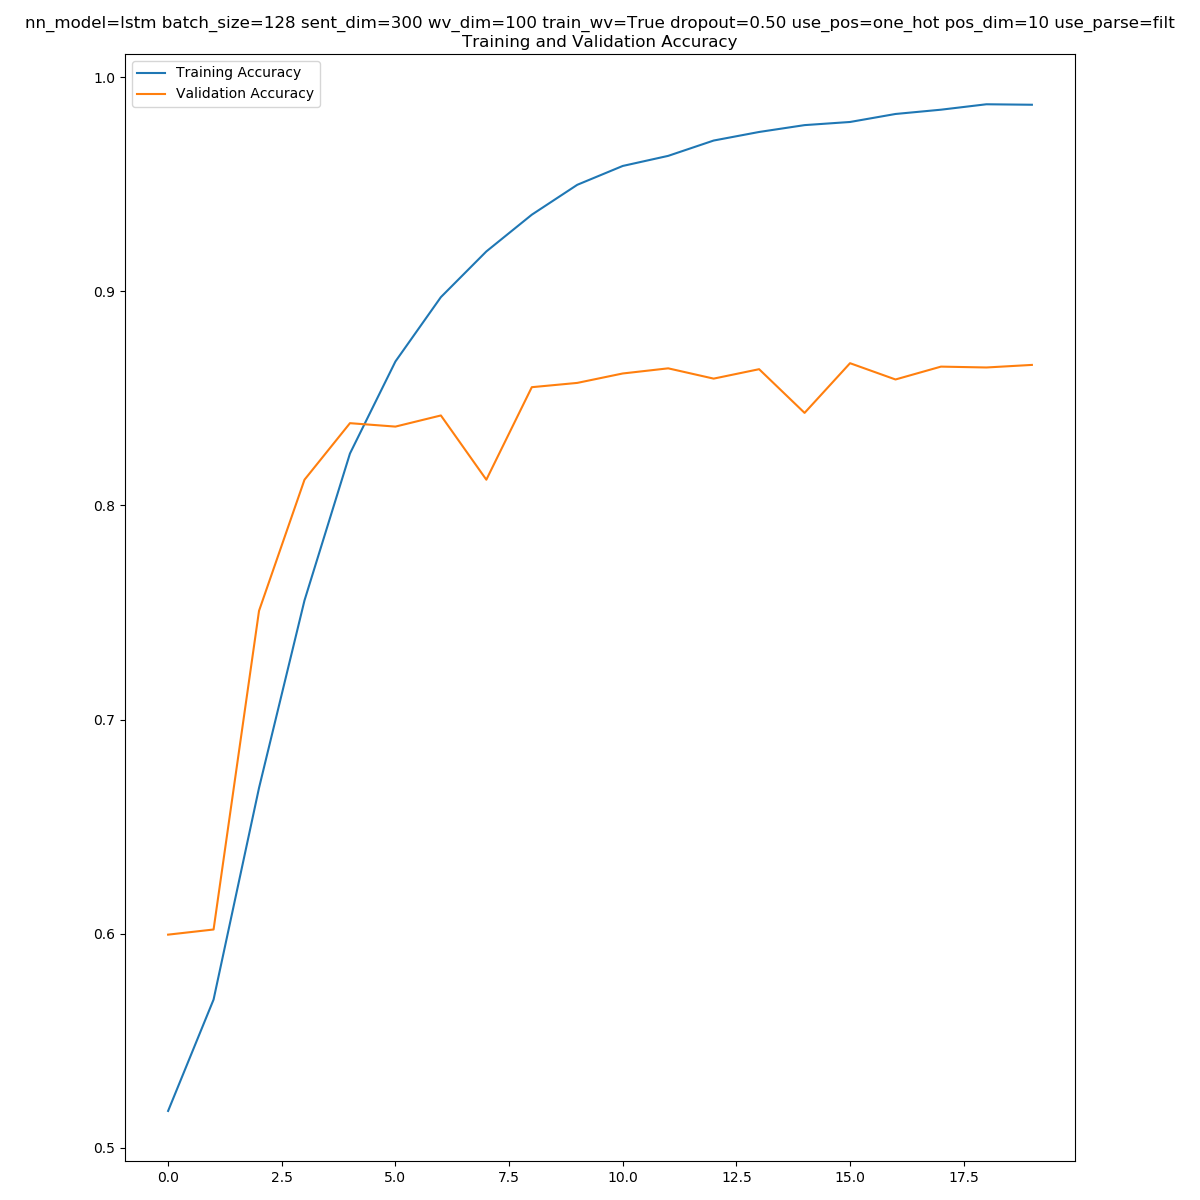 nn_model=lstm batch_size=128 sent_dim=300 wv_dim=100 train_wv=True dropout=0.50 use_pos=one_hot pos_dim=10 use_parse=filt
Training and Validation Accuracy
Training Accuracy
Validation Accuracy
1.0
0.9
0.8
0.7
0.6
0.5
0.0 2.5 5.0 7.5 10.0 12.5 15.0 17.5